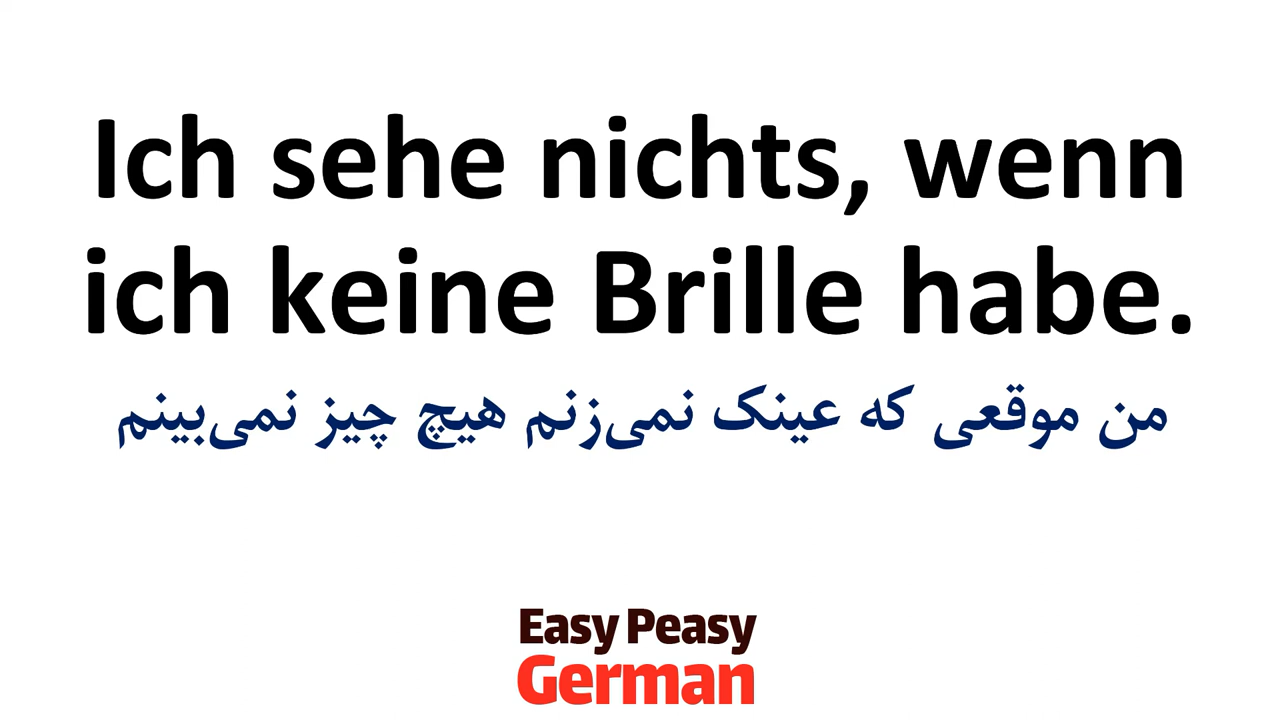 Ich sehe nichts, wenn
ich keine Brille habe.
من موقعی که عینک نمی‌زنم هیچ چیز نمی‌بینم
Easy Peasy
German